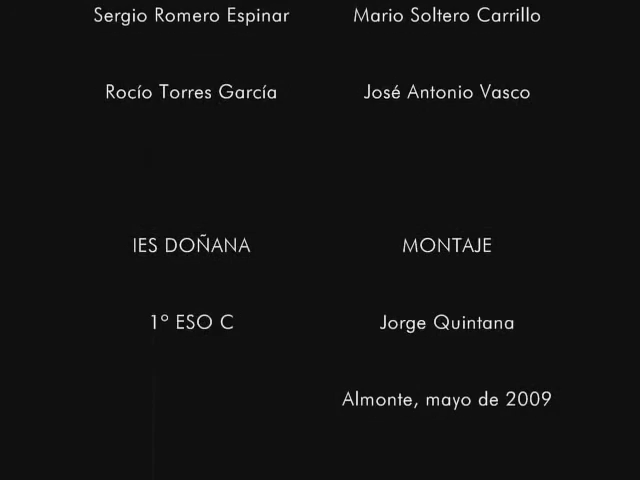 Sergio Romero Espinar Mario Soltero Carrillo
Rocío Torres García José Antonio Vasco
IES DOÑANA MONTAJE
1º ESO C Jorge Quintana
Almonte, mayo de 2009